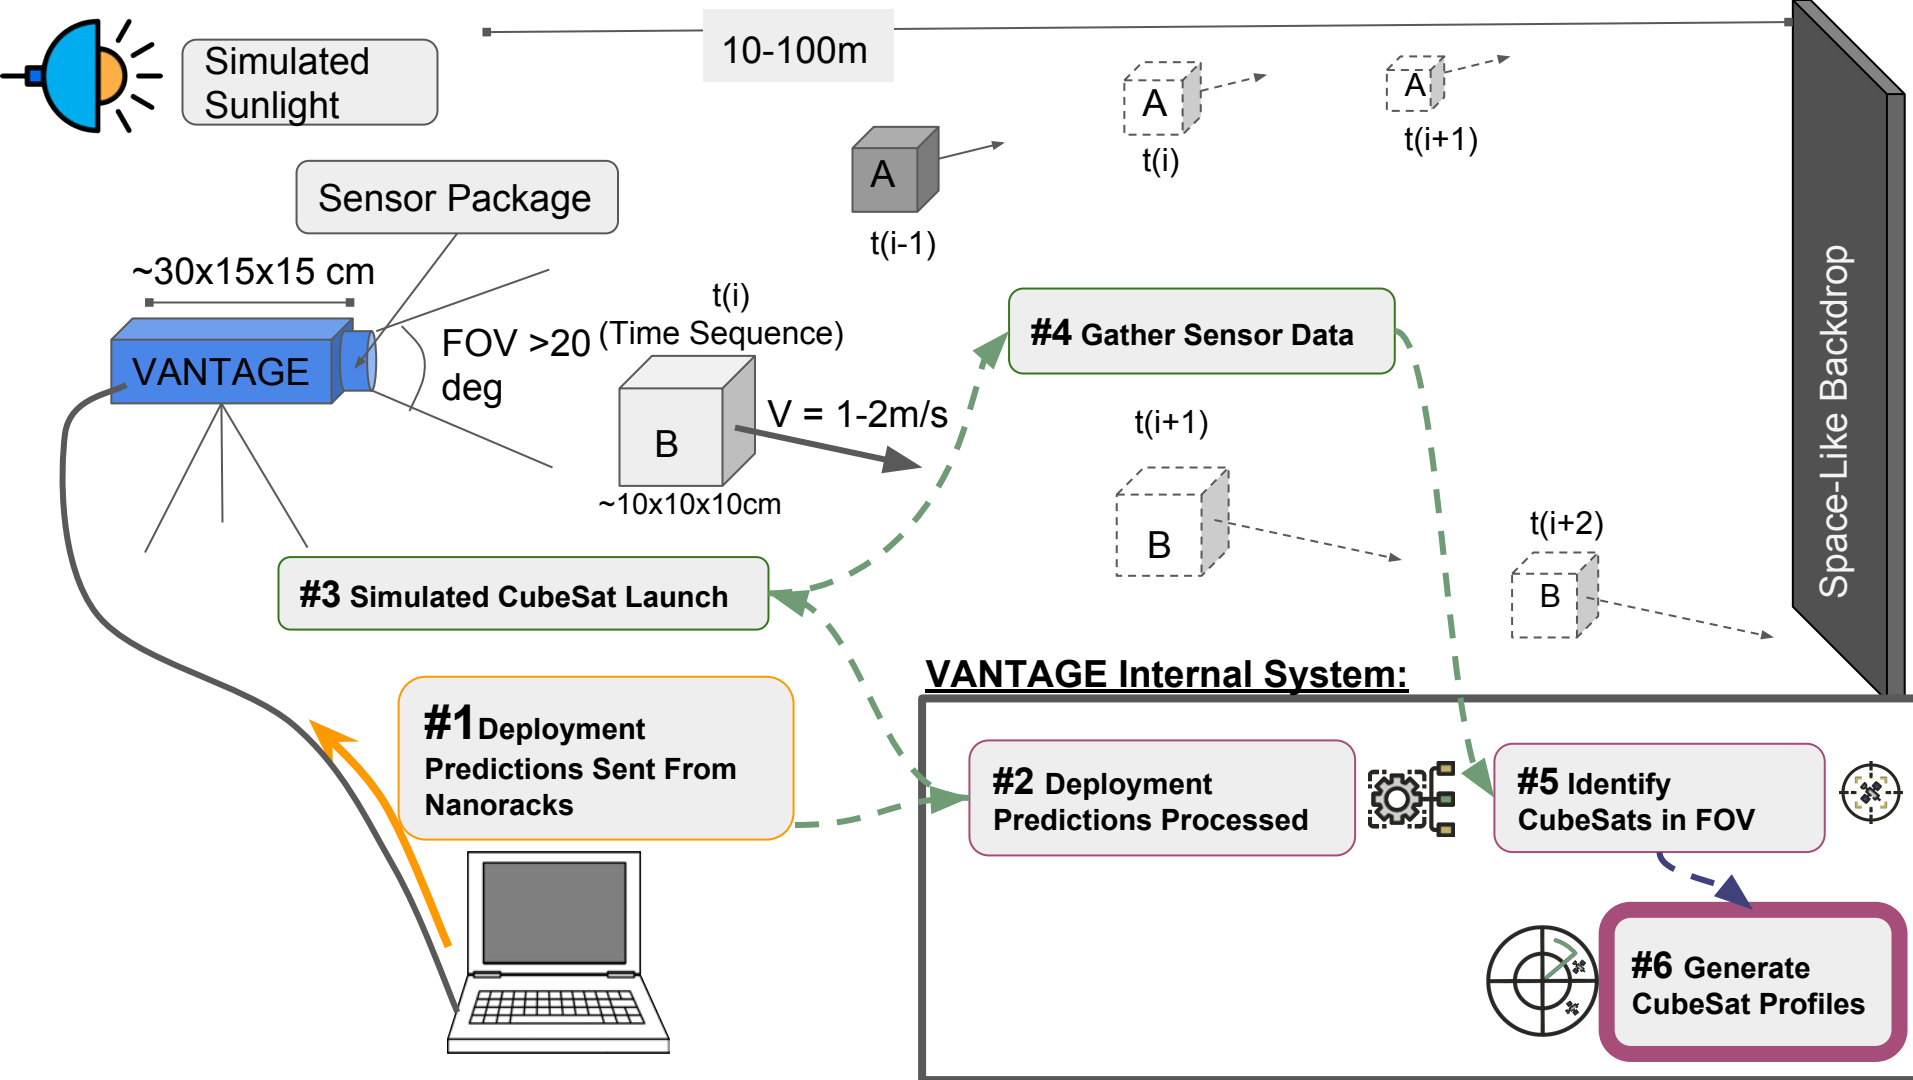 Simulated
Sunlight
10-100m
A
t(i-1)
A
t(i)
A
t(i+1)
Sensor Package
~30x15x15 cm
VANTAGE
FOV >20
deg
t(i)
(Time Sequence)
B
V = 1-2m/s
~10x10x10cm
#4 Gather Sensor Data
t(i+1)
B
t(i+2)
B
Space-Like Backdrop
#3 Simulated CubeSat Launch
#1 Deployment
Predictions Sent From
Nanoracks
VANTAGE Internal System:
#2 Deployment
Predictions Processed
#5 Identify
CubeSats in FOV
#6 Generate
CubeSat Profiles